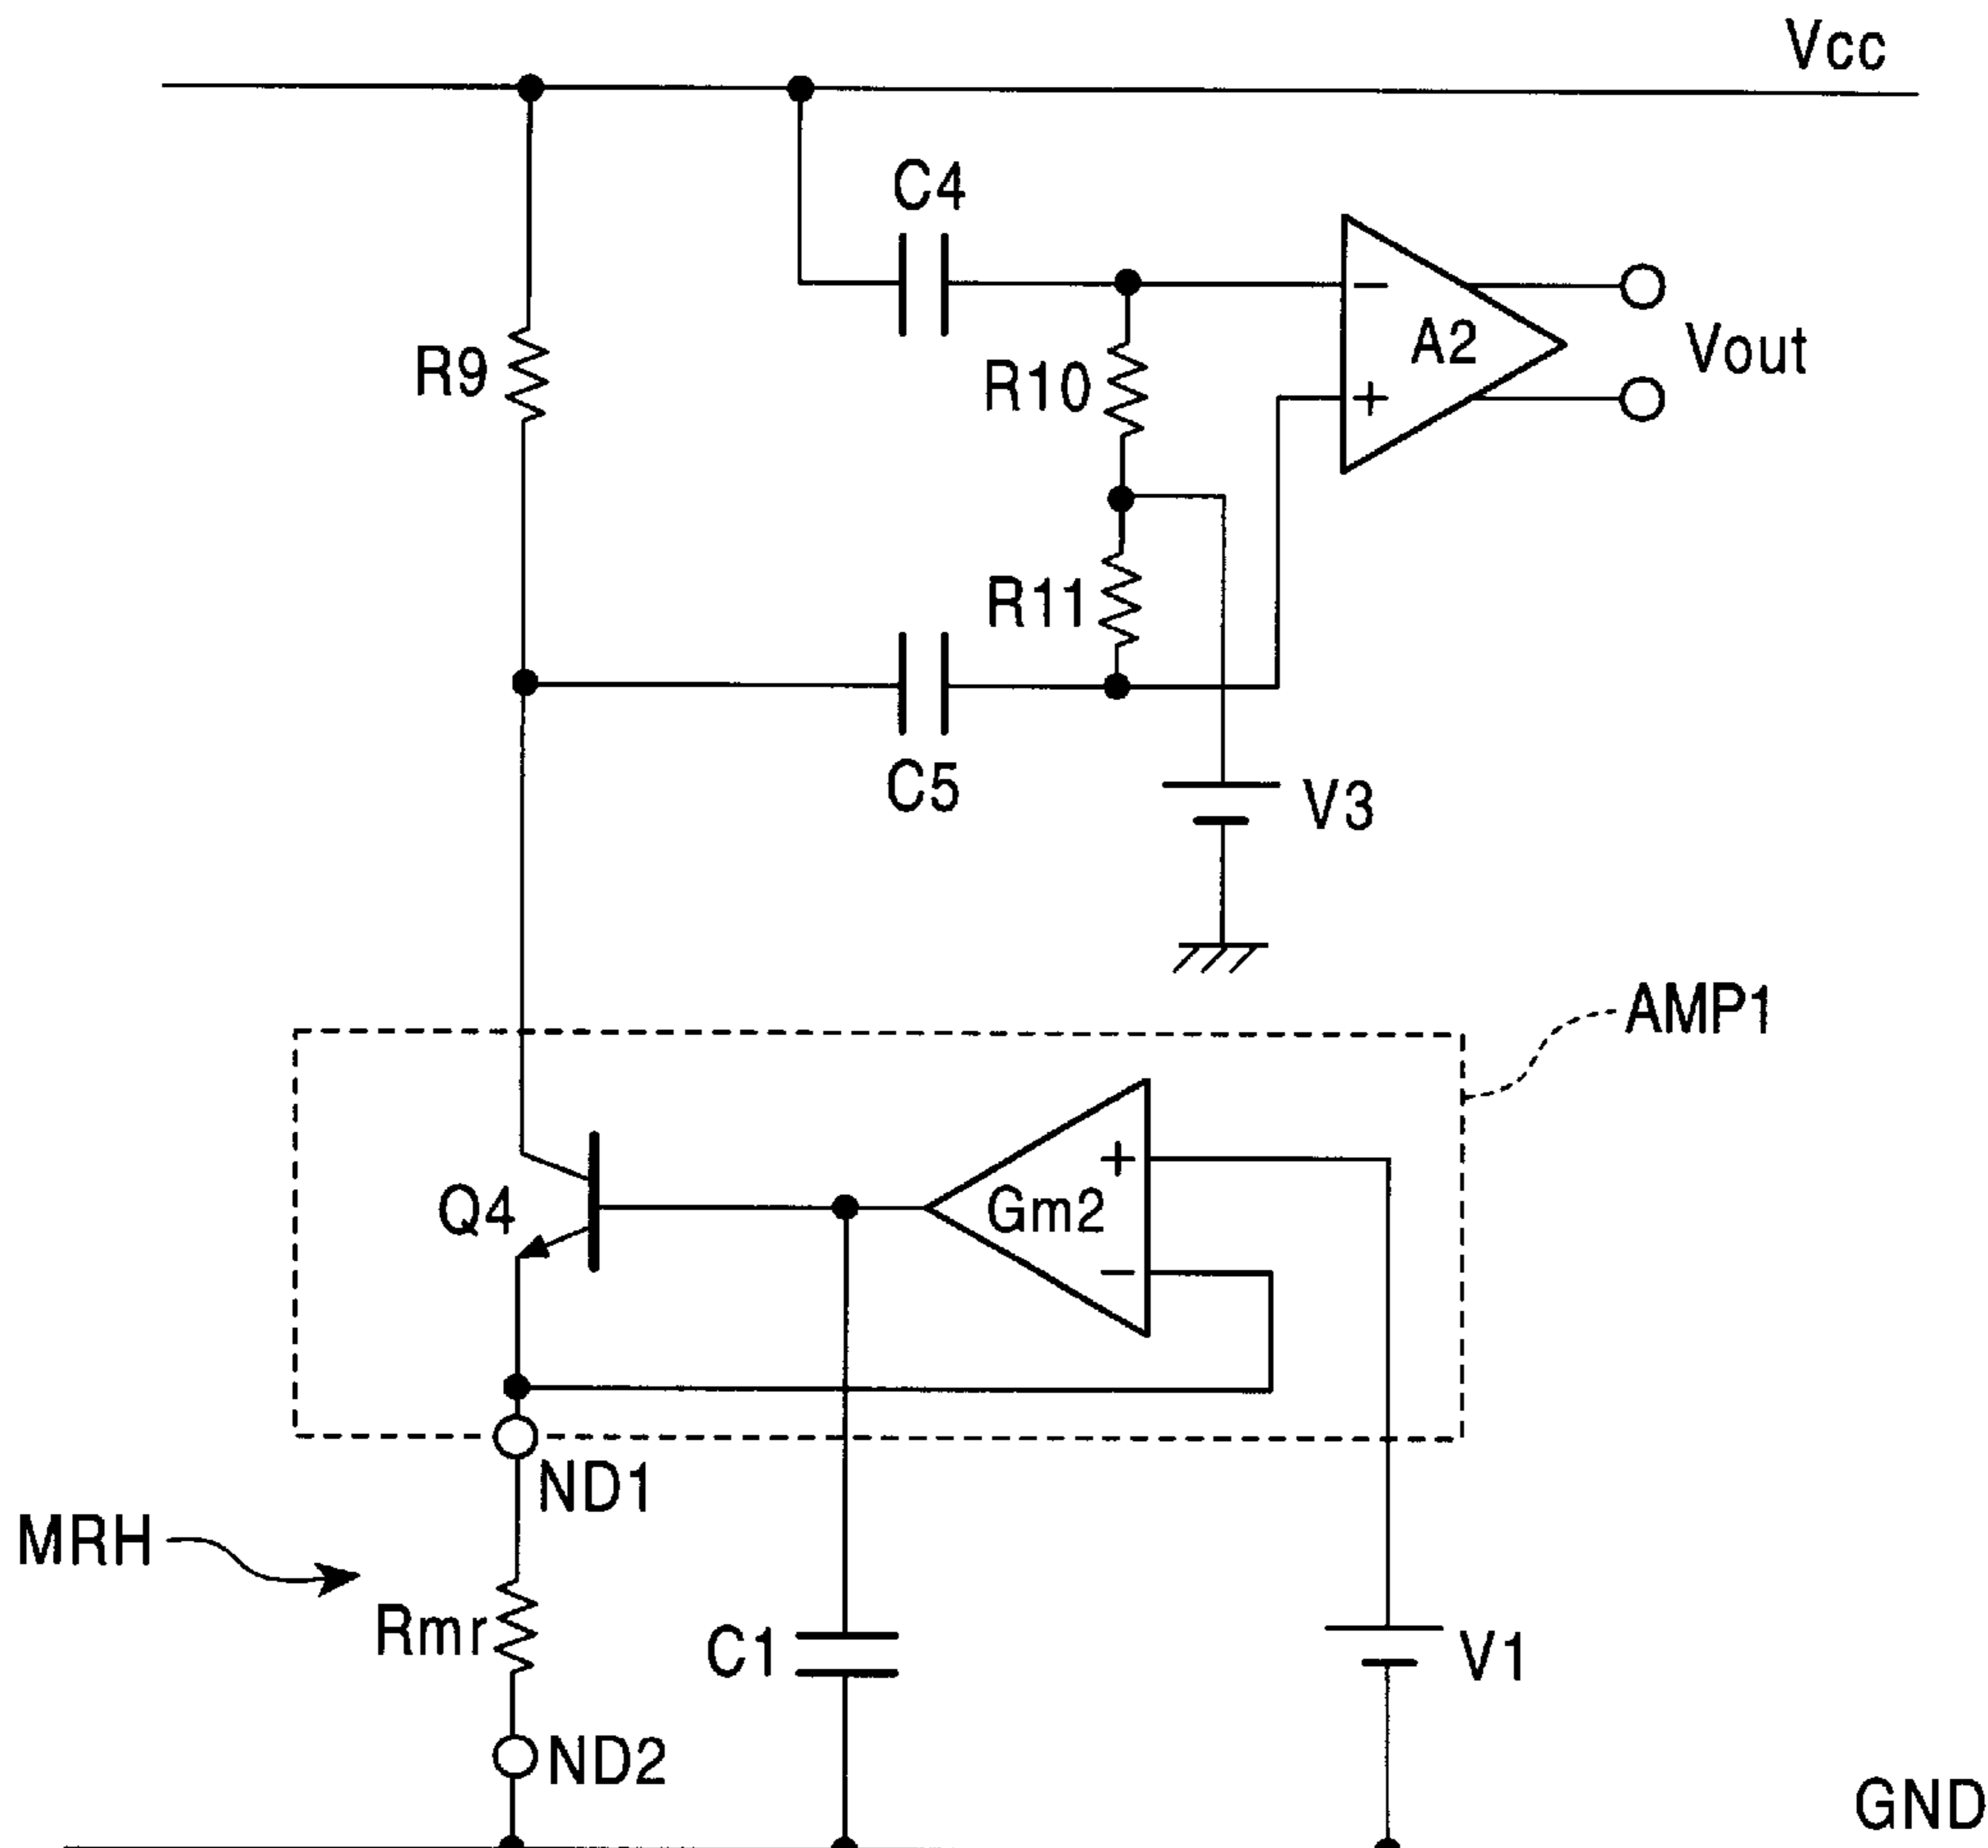 Vcc
C4
R9
R10
−
A2
+
Vout
R11
C5
V3
AMP1
+
Q4
Gm2
−
ND1
MRH
Rmr
C1
V1
ND2
GND